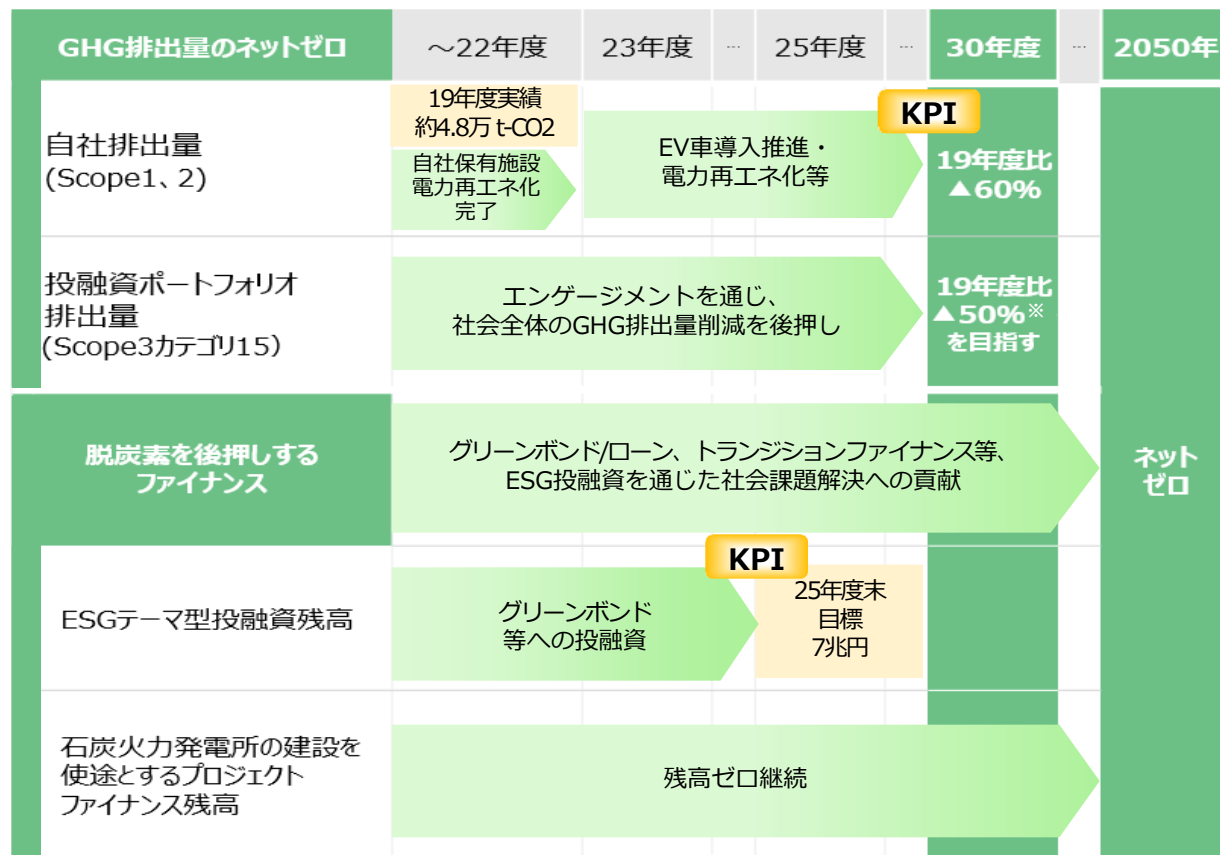 GHG排出量のネットゼロ
～22年度
23年度
…
25年度
…
30年度
…
2050年
自社排出量
(Scope1、2)
19年度実績
約4.8万 t-CO2
自社保有施設
電力再エネ化
完了
EV車導入推進・
電力再エネ化等
KPI
19年度比
▲60%
投融資ポートフォリオ
排出量
(Scope3カテゴリ15)
エンゲージメントを通じ、
社会全体のGHG排出量削減を後押し
19年度比
▲50%※
を目指す
脱炭素を後押しする
ファイナンス
グリーンボンド/ローン、トランジションファイナンス等、
ESG投融資を通じた社会課題解決への貢献
ネット
ゼロ
ESGテーマ型投融資残高
グリーンボンド
等への投融資
KPI
25年度末
目標
7兆円
石炭火力発電所の建設を
使途とするプロジェクト
ファイナンス残高
残高ゼロ継続